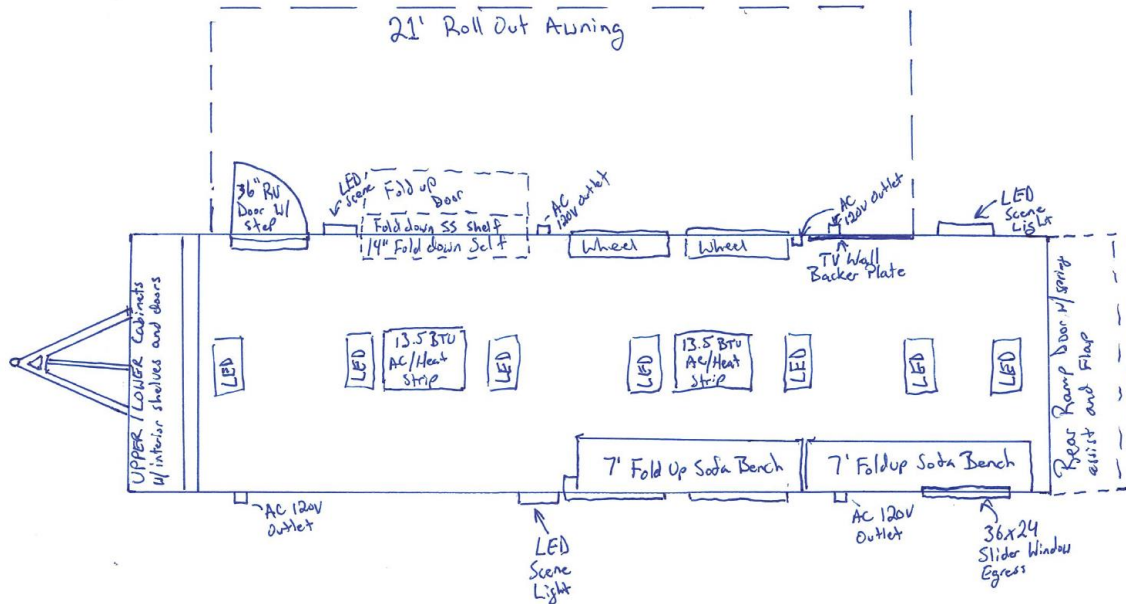 21' Roll Out Awning
36" RV
Door W/
Step
LED
Scene
Fold up
Door
Fold down SS shelf
14" Fold down Self
AC
120V Outlet
Wheel
Wheel
AC
120V Outlet
TV Wall
Backer Plate
LED
Scene
Light
UPPER / LOWER Cabinets
W/ interior shelves and doors
LED
LED
13.5 BTU
AC/Heat
Strip
LED
LED
13.5 BTU
AC/Heat
Strip
LED
LED
LED
Rear Ramp Door W/ spring
assist and Flap
7' Fold Up Sofa Bench
7' Foldup Sofa Bench
AC 120V
Outlet
LED
Scene
Light
AC 120V
Outlet
36x24
Slider Window
Egress